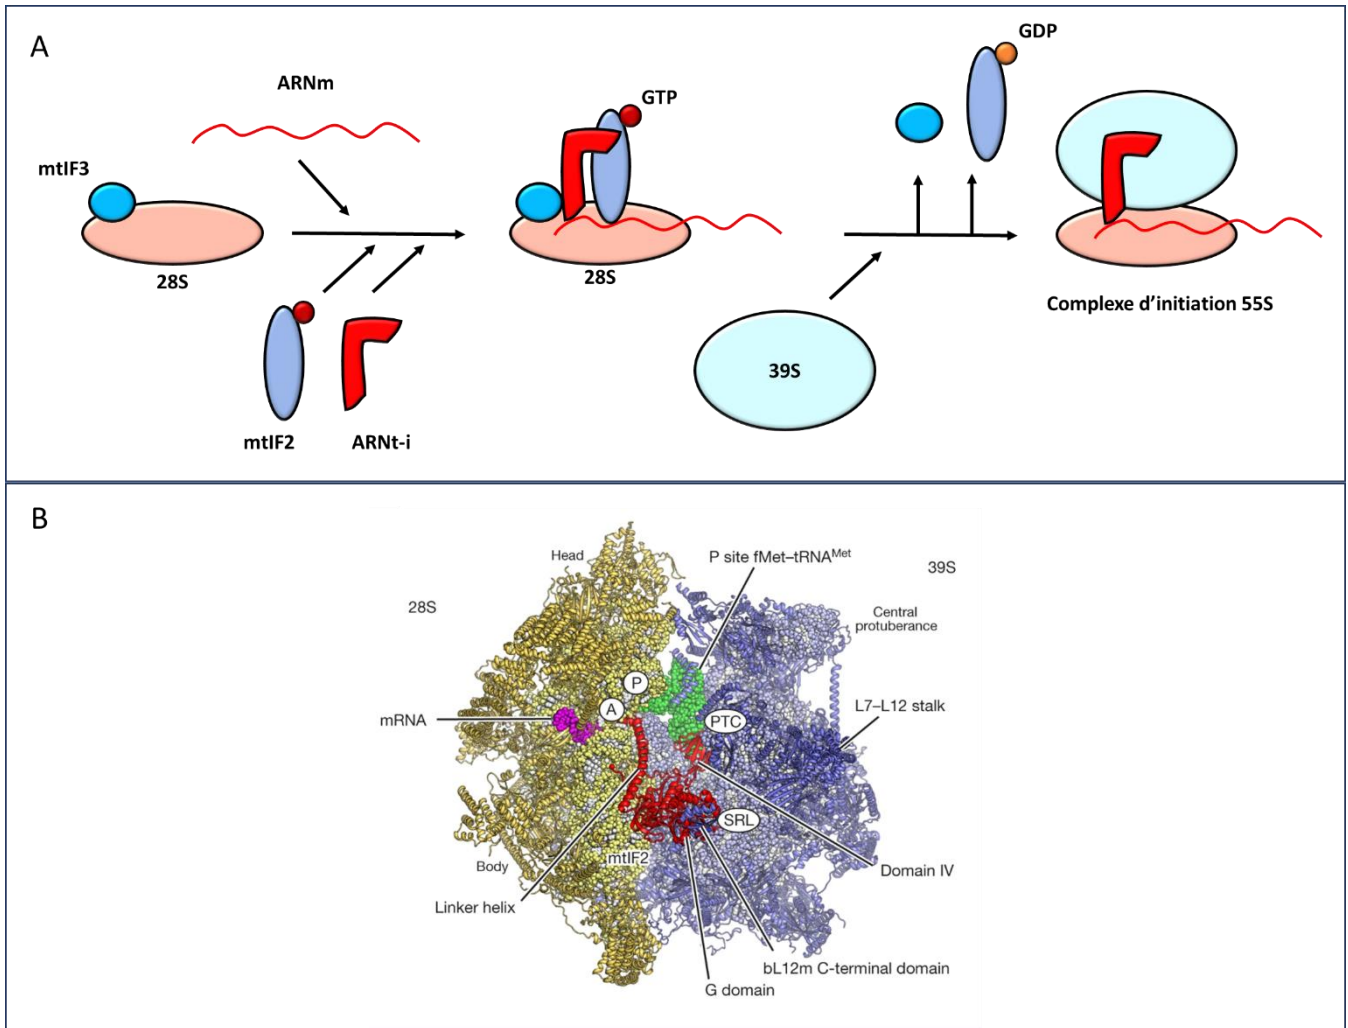 A
ARNm
mtIF3
28S
mtIF2
ARNt-i
GTP
28S
39S
GDP
Complexe d'initiation 55S
B
28S
Head
P site fMet–tRNAMet
39S
Central
protuberance
P
A
mRNA
PTC
L7–L12 stalk
SRL
mtIF2
Body
Linker helix
Domain IV
bL12m C-terminal domain
G domain